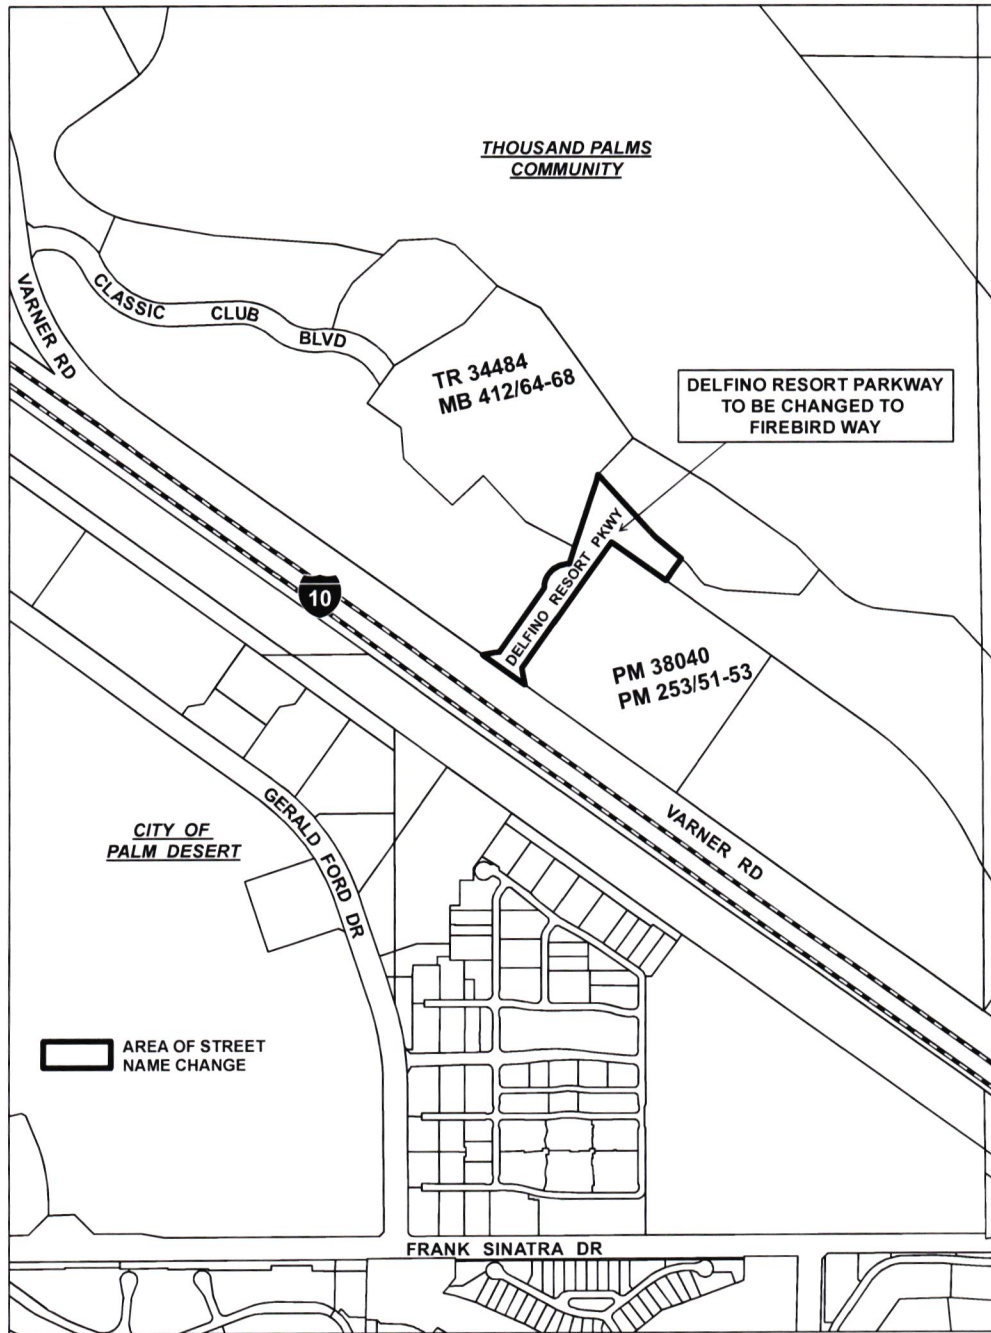 THOUSAND PALMS
COMMUNITY
VARNER RD
CLASSIC CLUB BLVD
TR 34484
MB 412/64-68
DELFINO RESORT PARKWAY
TO BE CHANGED TO
FIREBIRD WAY
DELFINO RESORT PKWY
10
PM 38040
PM 253/51-53
VARNER RD
GERALD FORD DR
CITY OF
PALM DESERT
AREA OF STREET
NAME CHANGE
FRANK SINATRA DR